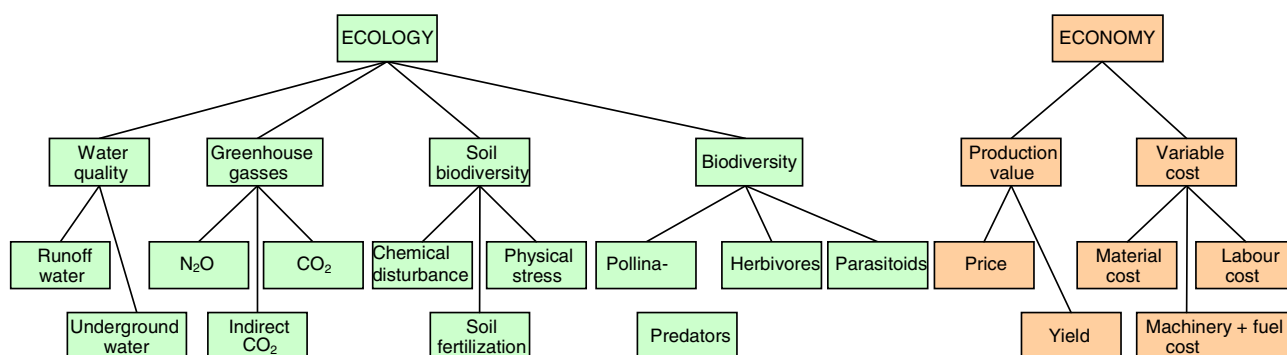 ECOLOGY
ECONOMY
Water
quality
Greenhouse
gasses
Soil
biodiversity
Biodiversity
Production
value
Variable
cost
Runoff
water
N₂O
CO₂
Chemical
disturbance
Physical
stress
Pollina-
Herbivores
Parasitoids
Price
Material
cost
Labour
cost
Underground
water
Indirect
CO₂
Soil
fertilization
Predators
Yield
Machinery + fuel
cost